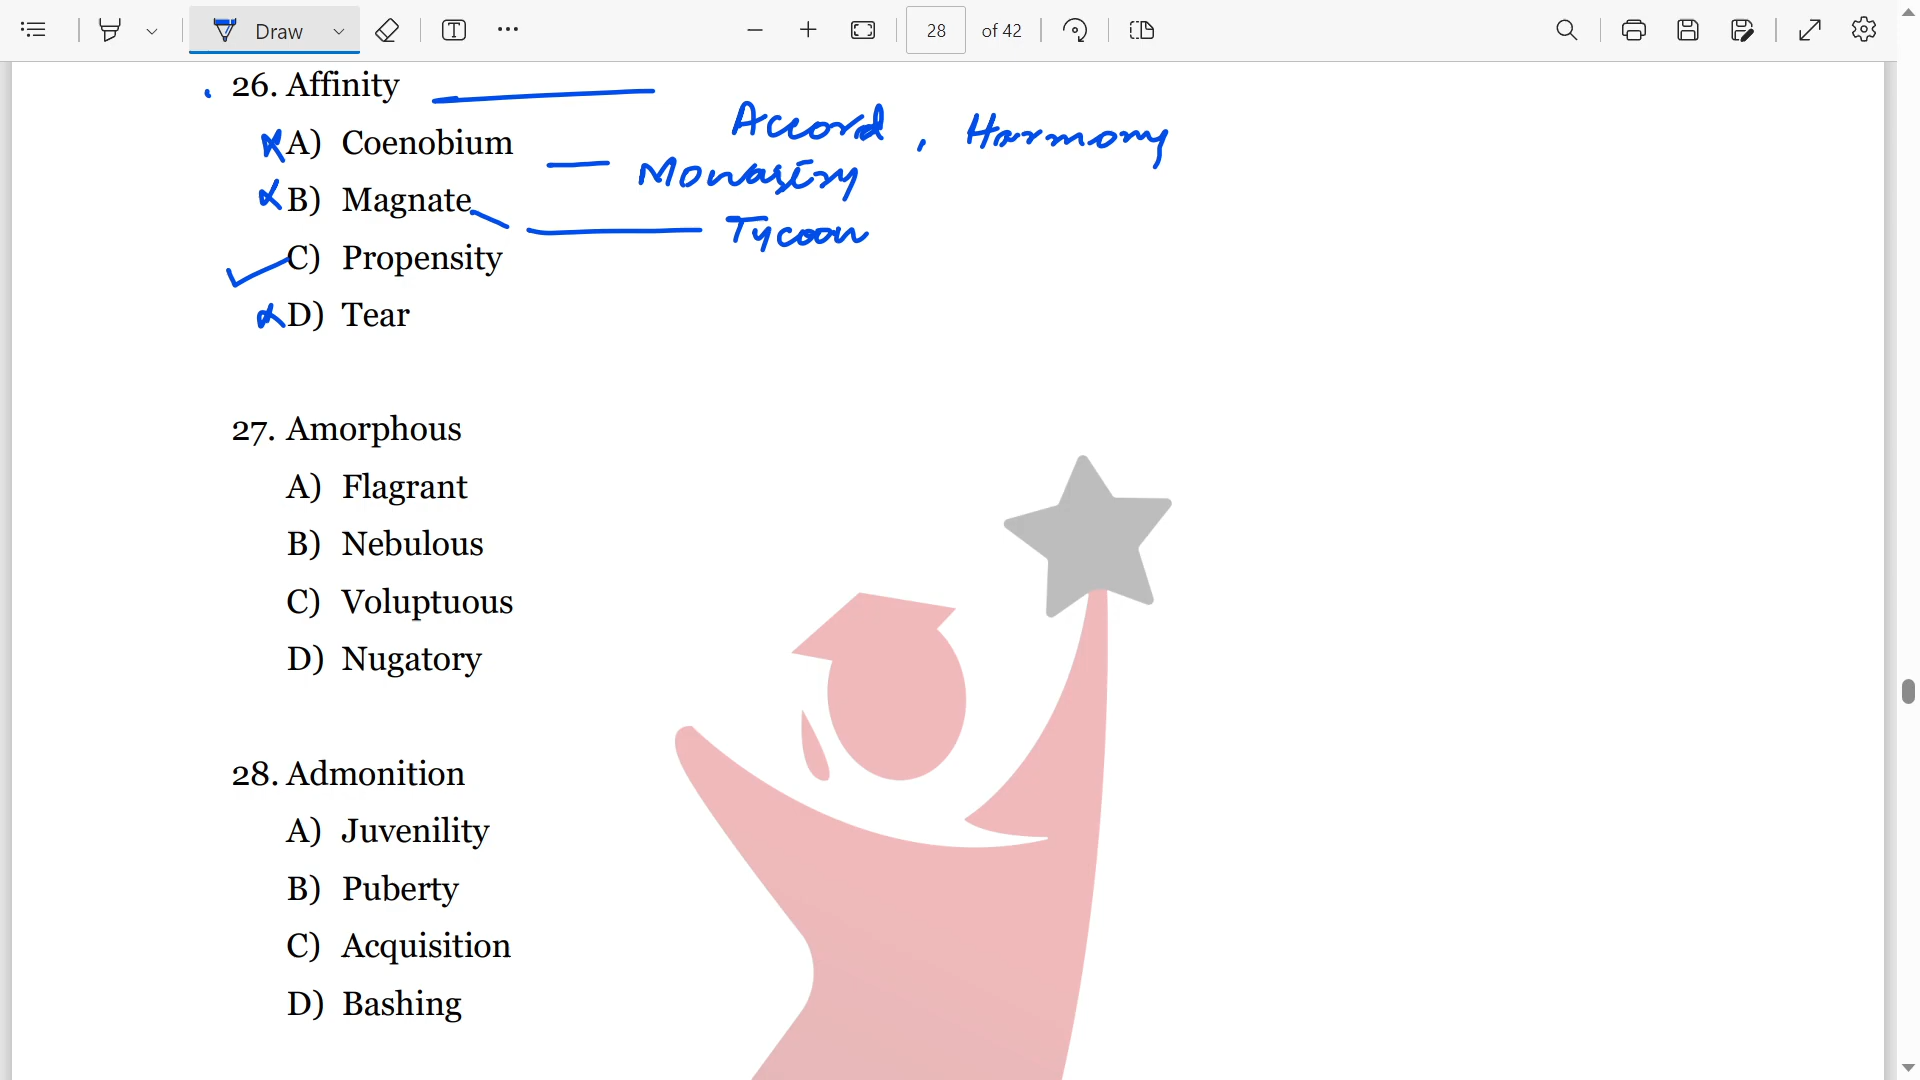 Draw 28 of 42
26. Affinity
Accord, Harmony
A) Coenobium
Monastry
B) Magnate
Tycoon
C) Propensity
D) Tear
27. Amorphous
A) Flagrant
B) Nebulous
C) Voluptuous
D) Nugatory
28. Admonition
A) Juvenility
B) Puberty
C) Acquisition
D) Bashing